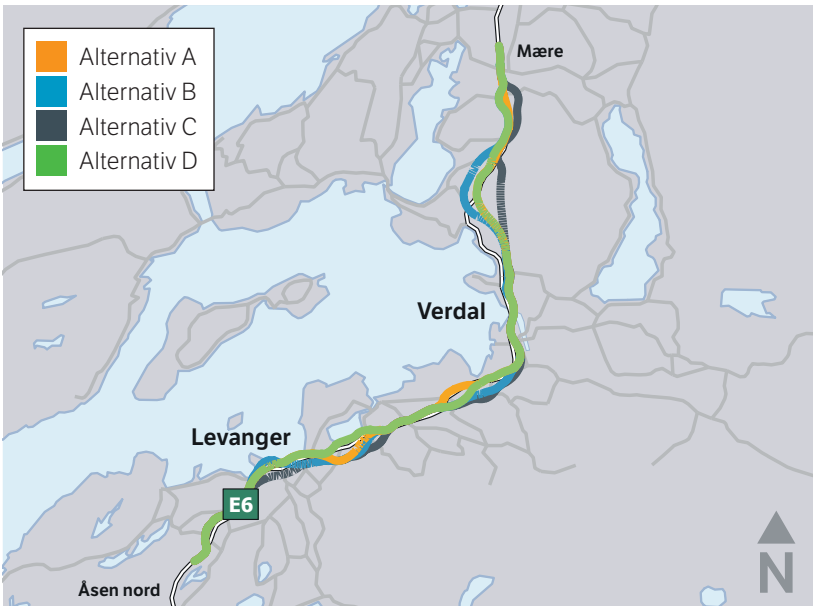 Alternativ A
Alternativ B
Alternativ C
Alternativ D
Mære
Verdal
Levanger
E6
Åsen nord
N